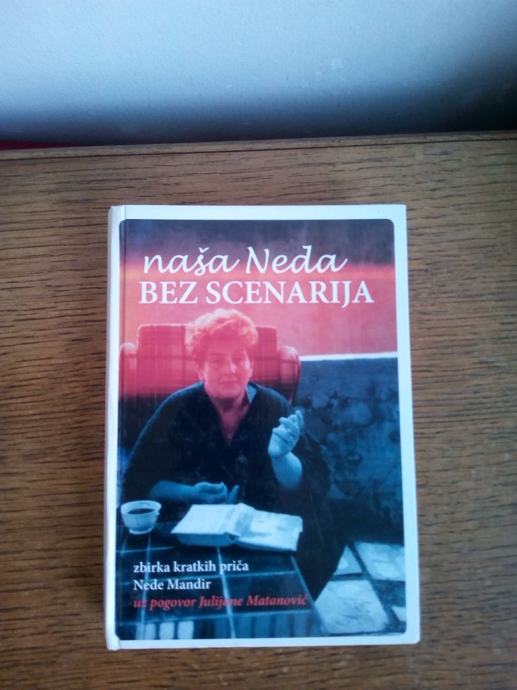 naša Neda
BEZ SCENARIJA
zbirka kratkih priča
Nede Mandir
uz pogovor Julijane Matanović